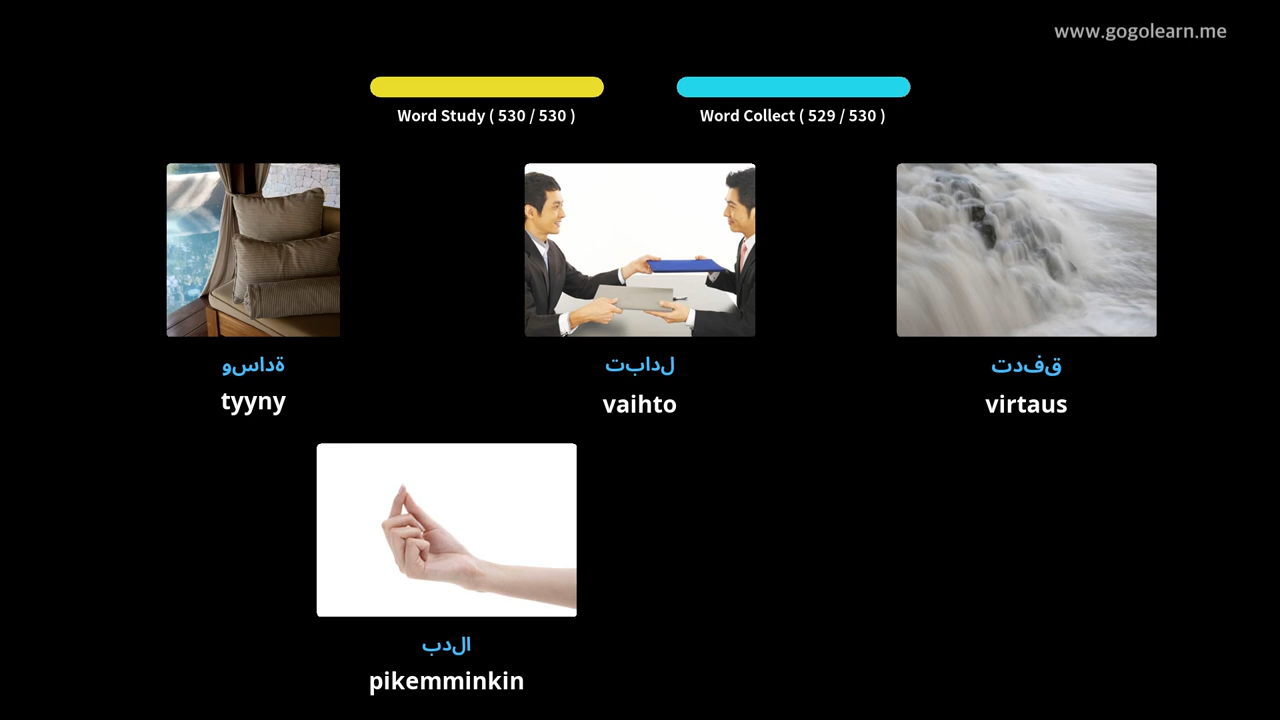 www.gogolearn.me
Word Study ( 530 / 530 )
Word Collect ( 529 / 530 )
ةداسو
لدابت
قفدت
tyyny
vaihto
virtaus
الدب
pikemminkin